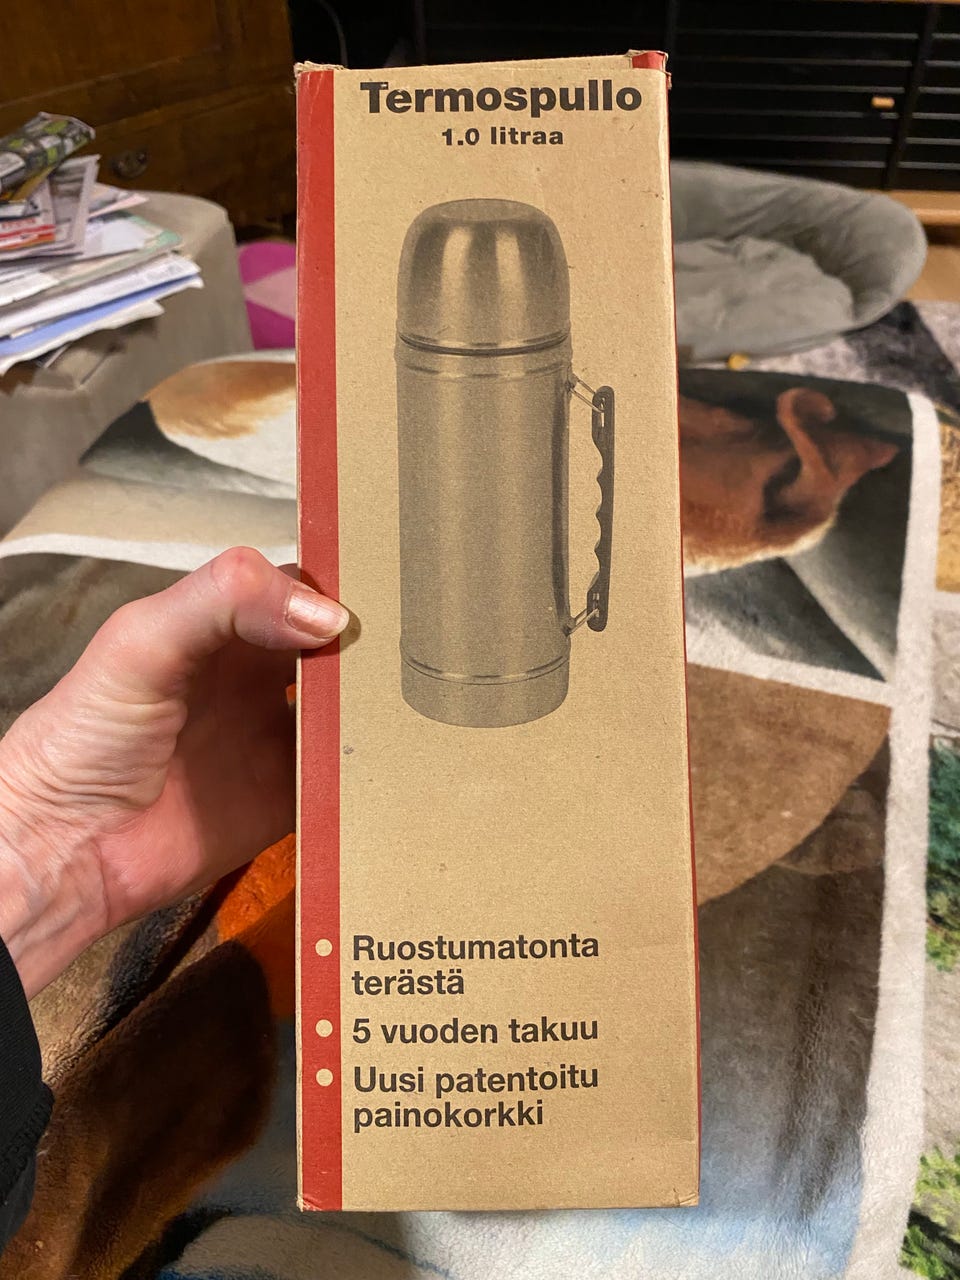 Termospullo
1.0 litraa
Ruostumatonta
terästä
5 vuoden takuu
Uusi patentoitu
painokorkki